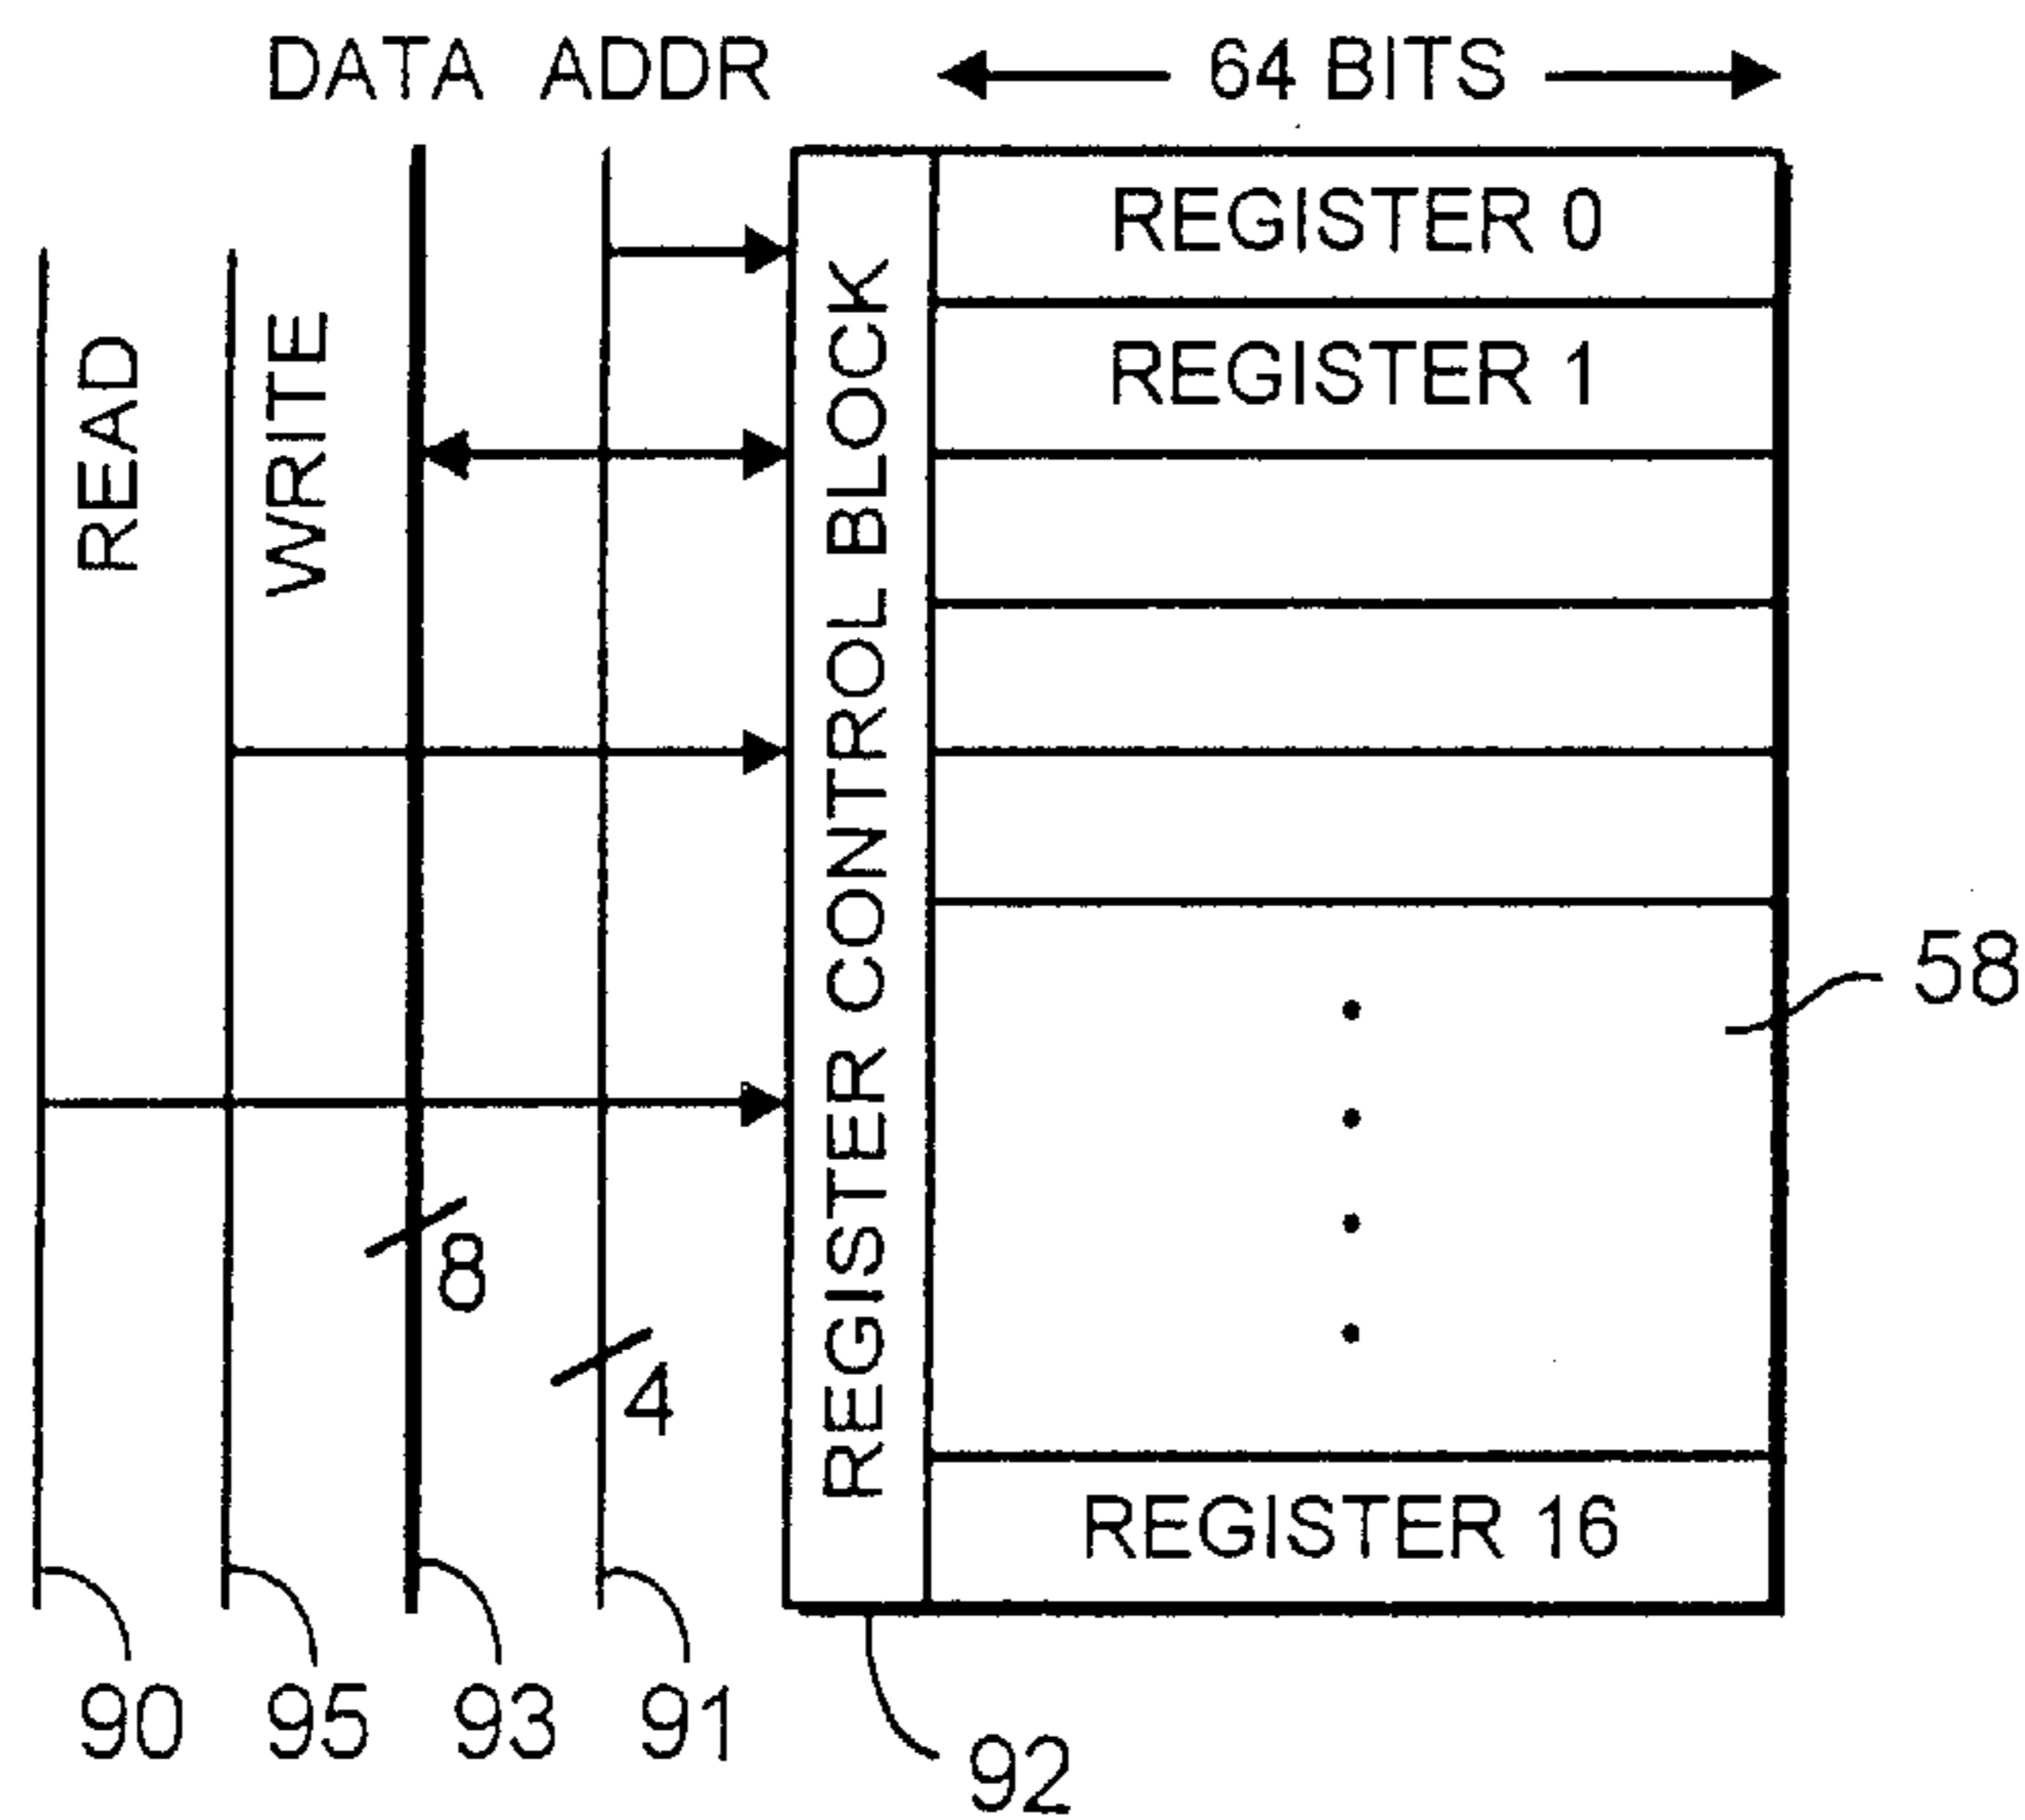 DATA ADDR 64 BITS
READ
WRITE
REGISTER CONTROL BLOCK
REGISTER 0
REGISTER 1
58
8
4
REGISTER 16
90 95 93 91 92